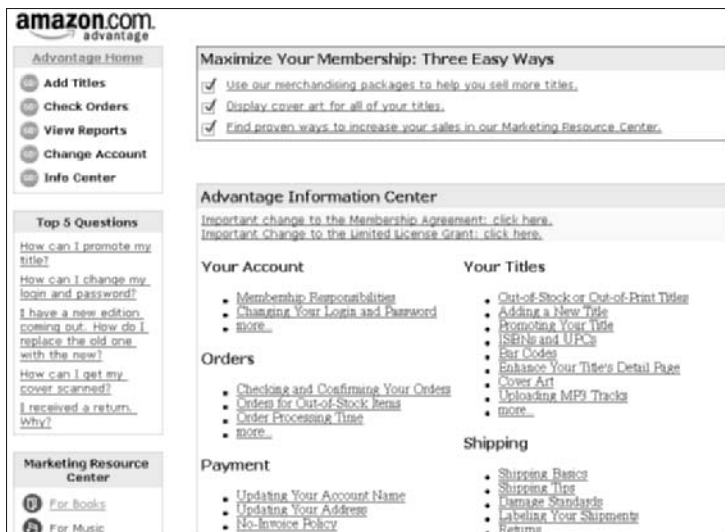 amazon.com.
advantage
Advantage Home
Add Titles
Check Orders
View Reports
Change Account
Info Center
Top 5 Questions
How can I promote my
title?
How can I change my
login and password?
I have a new edition
coming out. How do I
replace the old one
with the new?
How can I get my
cover scanned?
I received a return.
Why?
Marketing Resource
Center
For Books
For Music
Maximize Your Membership: Three Easy Ways
Use our merchandising packages to help you sell more titles.
Display cover art for all of your titles.
Find proven ways to increase your sales in our Marketing Resource Center.
Advantage Information Center
Important change to the Membership Agreement: click here.
Important Change to the Limited License Grant: click here.
Your Account
Membership Responsibilities
Changing Your Login and Password
more...
Orders
Checking and Confirming Your Orders
Orders for Out-of-Stock Items
Order Processing Time
more...
Payment
Updating Your Account Name
Updating Your Address
No-Invoice Policy
Your Titles
Out-of-Stock or Out-of-Print Titles
Adding a New Title
Promoting Your Title
ISBNs and UPCs
Bar Codes
Enhance Your Title's Detail Page
Cover Art
Uploading MP3 Tracks
more...
Shipping
Shipping Basics
Shipping Tips
Damage Standards
Labeling Your Shipments
Returns